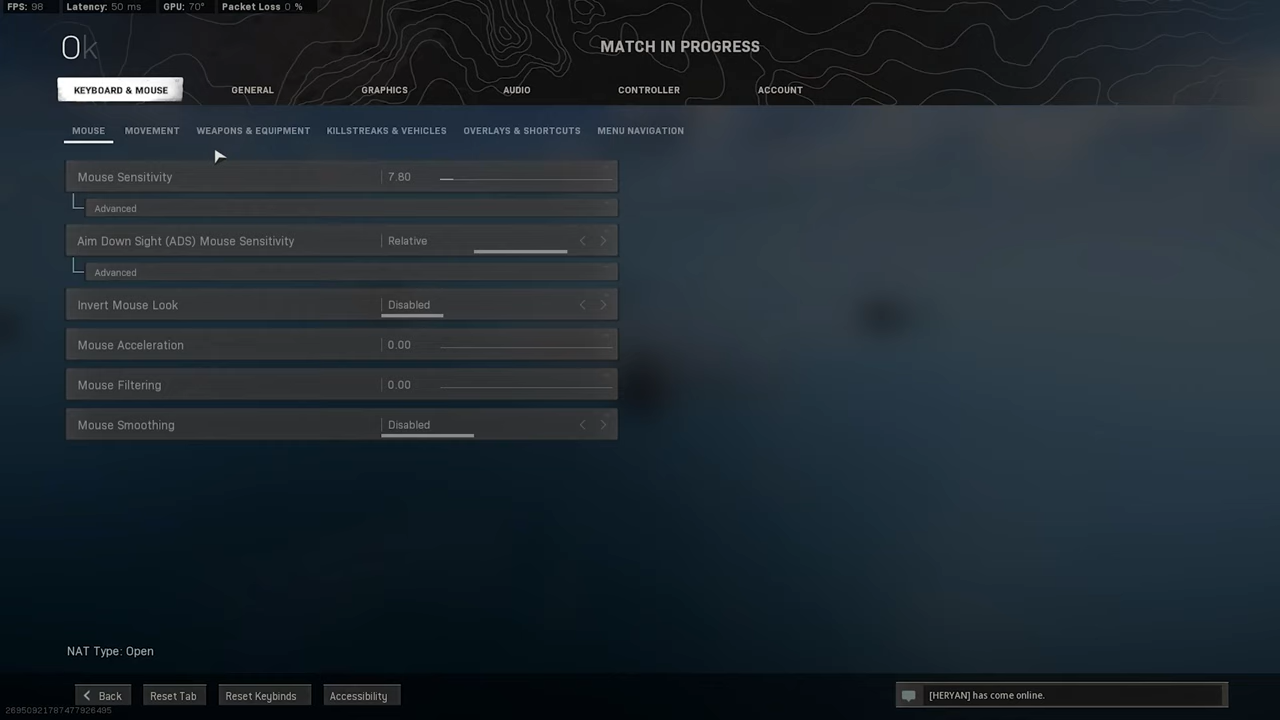 FPS: 98 Latency: 50 ms GPU: 70° Packet Loss 0 %
Ok
MATCH IN PROGRESS
KEYBOARD & MOUSE GENERAL GRAPHICS AUDIO CONTROLLER ACCOUNT
MOUSE MOVEMENT WEAPONS & EQUIPMENT KILLSTREAKS & VEHICLES OVERLAYS & SHORTCUTS MENU NAVIGATION
Mouse Sensitivity 7.80
Advanced
Aim Down Sight (ADS) Mouse Sensitivity Relative
Advanced
Invert Mouse Look Disabled
Mouse Acceleration 0.00
Mouse Filtering 0.00
Mouse Smoothing Disabled
NAT Type: Open
Back Reset Tab Reset Keybinds Accessibility
[HERYAN] has come online.
26950921787477926495